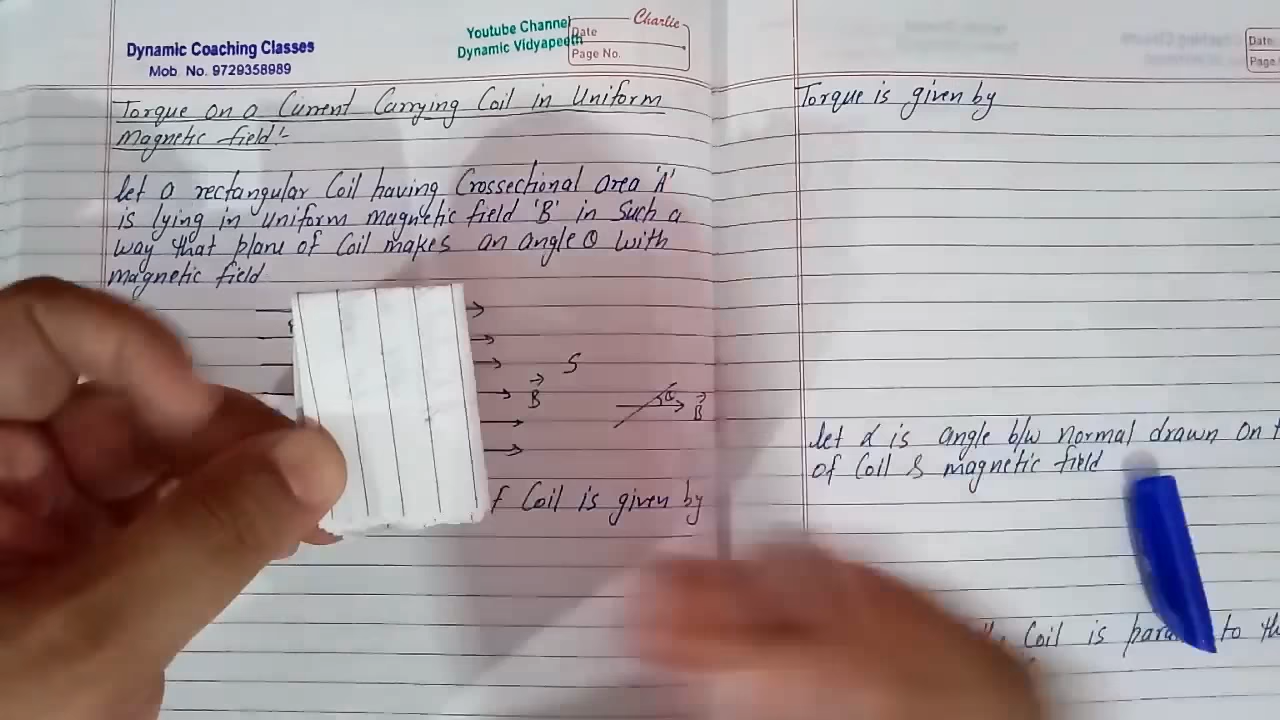 Dynamic Coaching Classes
Mob. No. 9729358989
Youtube Channel
Dynamic Vidyapeeth
Charlie
Date
Page No.
Torque on a Current Carrying Coil in Uniform
Magnetic field:-
Let a rectangular Coil having Crossectional area 'A'
is lying in uniform magnetic field 'B' in Such a
way that plane of Coil makes an angle θ with
magnetic field
S
B
θ
B
f Coil is given by
Date
Page
Torque is given by
Let α is angle b/w normal drawn on
of Coil & magnetic field
Coil is to